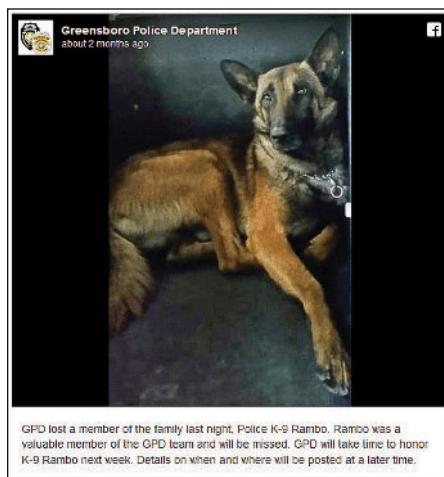 Greensboro Police Department
about 2 months ago
GPD lost a member of the family last night, Police K-9 Rambo. Rambo was a
valuable member of the GPD team and will be missed. GPD will take time to honor
K-9 Rambo next week. Details on when and where will be posted at a later time.